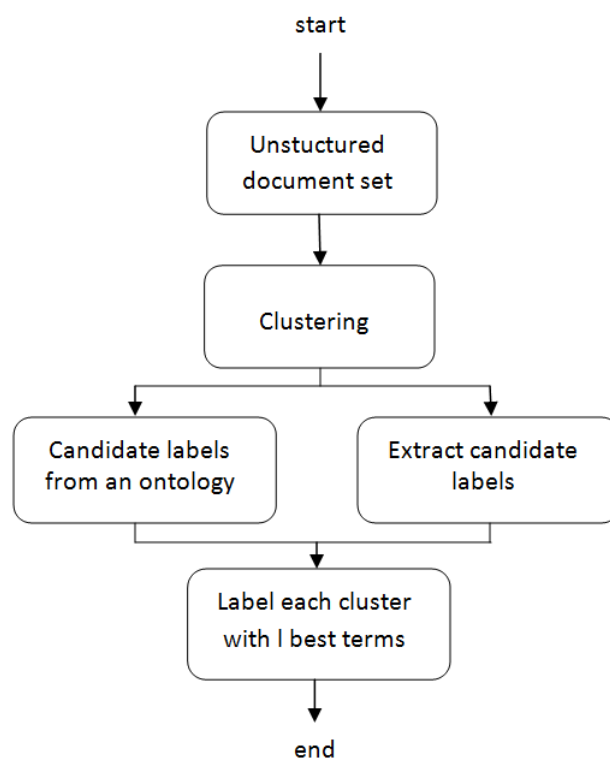 start
Unstuctured
document set
Clustering
Candidate labels
from an ontology
Extract candidate
labels
Label each cluster
with l best terms
end